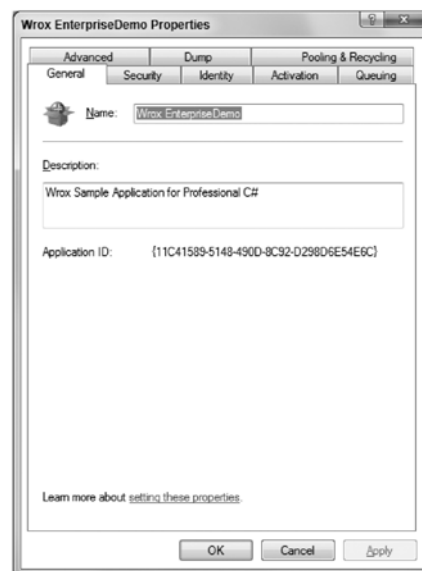 Wrox EnterpriseDemo Properties
Advanced Dump Pooling & Recycling
General Security Identity Activation Queuing
Name: Wrox EnterpriseDemo
Description:
Wrox Sample Application for Professional C#
Application ID: {11C41589-5148-490D-8C92-D298D6E54E6C}
Learn more about setting these properties.
OK Cancel Apply